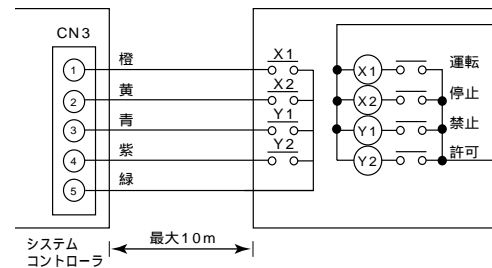 CN3
1 橙 X1
2 黄 X2
3 青 Y1
4 紫 Y2
5 緑
X1 運転
X2 停止
Y1 禁止
Y2 許可
システム
コントローラ
最大10m